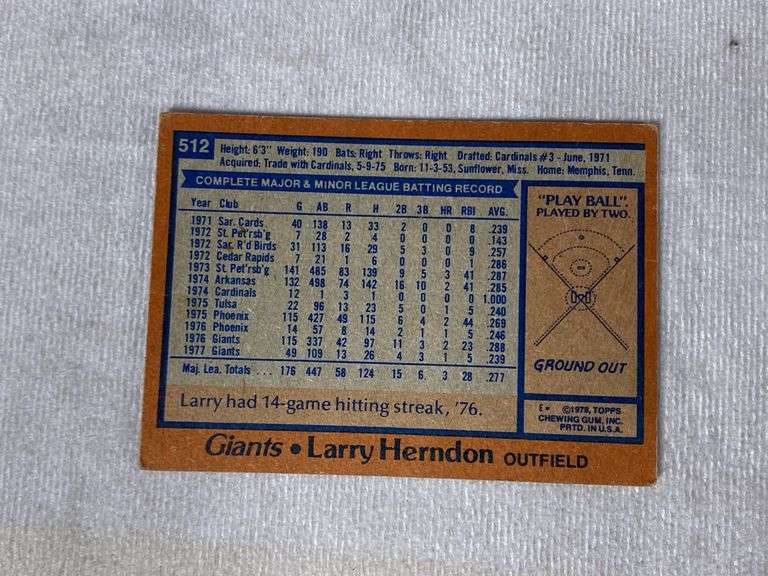 512
Height: 6'3" Weight: 190 Bats: Right Throws: Right Drafted: Cardinals #3 - June, 1971
Acquired: Trade with Cardinals, 5-9-75 Born: 11-3-53, Sunflower, Miss. Home: Memphis, Tenn.
COMPLETE MAJOR & MINOR LEAGUE BATTING RECORD
Year Club G AB R H 2B 3B HR RBI AVG.
1971 Sar. Cards 40 138 13 33 2 0 0 8 .239
1972 St. Pet'rsb'g 7 28 2 4 0 0 0 0 .143
1972 Sar. R'd Birds 31 113 16 29 5 3 0 9 .257
1972 Cedar Rapids 7 21 1 6 0 0 0 1 .286
1973 St. Pet'rsb'g 141 485 83 139 9 5 3 41 .287
1974 Arkansas 132 498 74 142 16 10 2 41 .285
1974 Cardinals 12 1 3 1 0 0 0 0 1.000
1975 Tulsa 22 96 13 23 5 0 1 5 .240
1975 Phoenix 115 427 49 115 6 4 2 44 .269
1976 Phoenix 14 57 8 14 2 1 1 5 .246
1976 Giants 115 337 42 97 11 3 2 23 .288
1977 Giants 49 109 13 26 4 3 1 5 .239
Maj. Lea. Totals . . . 176 447 58 124 15 6 3 28 .277
Larry had 14-game hitting streak, '76.
"PLAY BALL".
PLAYED BY TWO.
GROUND OUT
E* ©1978, TOPPS
CHEWING GUM, INC.
PRTD. IN U.S.A.
Giants • Larry Herndon OUTFIELD